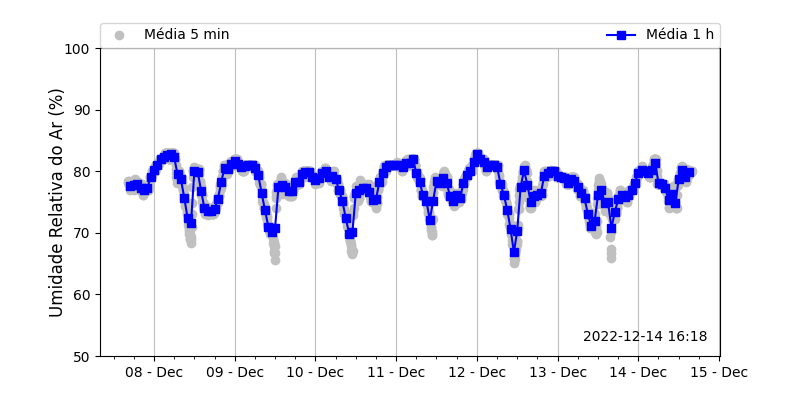 Média 5 min Média 1 h
Umidade Relativa do Ar (%)
100
90
80
70
60
50
2022-12-14 16:18
08 - Dec 09 - Dec 10 - Dec 11 - Dec 12 - Dec 13 - Dec 14 - Dec 15 - Dec